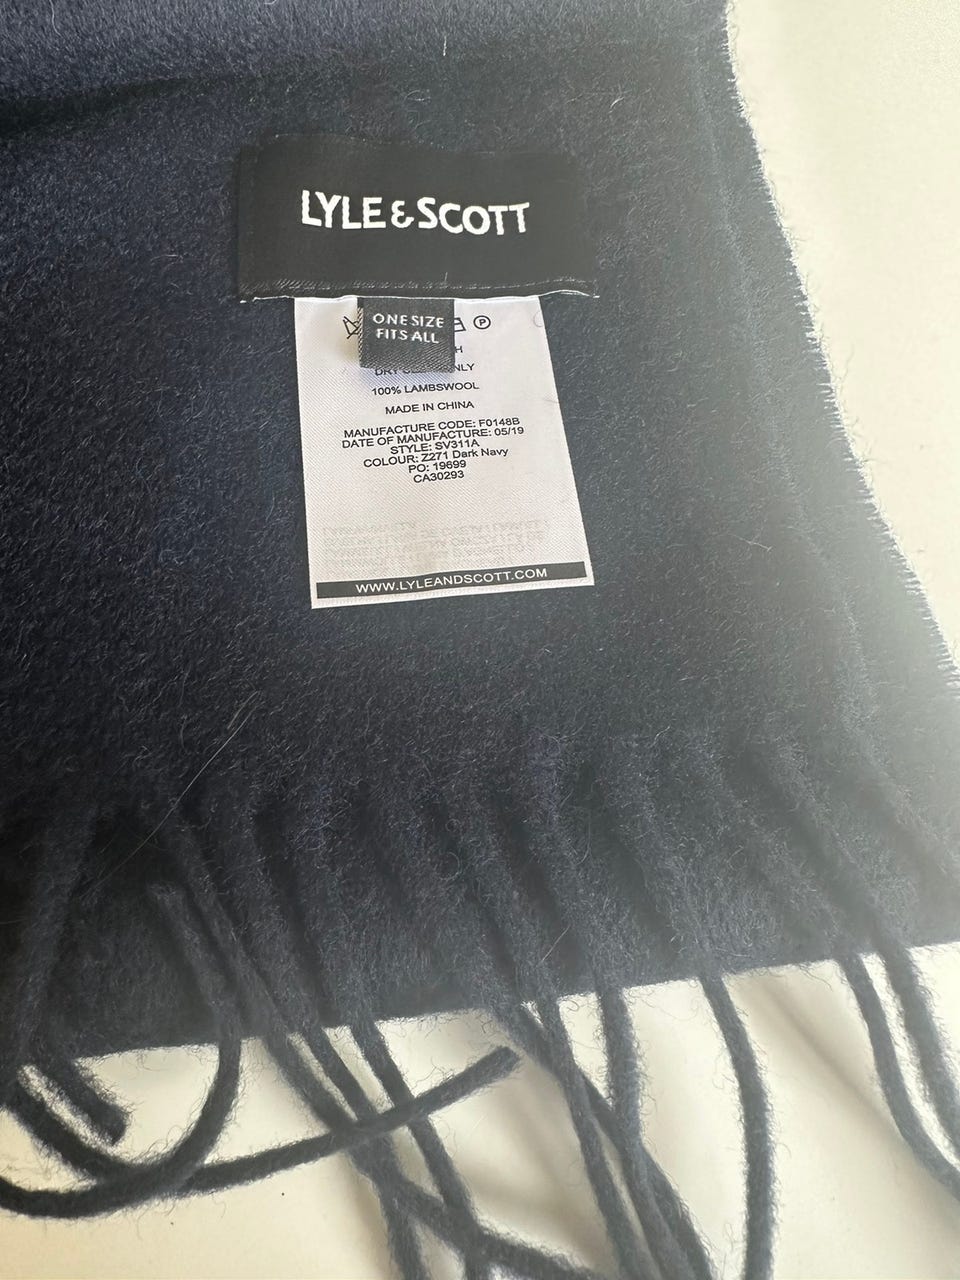 LYLE & SCOTT
ONE SIZE
FITS ALL
P
100% LAMBSWOOL
MADE IN CHINA
MANUFACTURE CODE: F0148B
DATE OF MANUFACTURE: 05/19
STYLE: SV311A
COLOUR: Z271 Dark Navy
PO: 19699
CA30293
WWW.LYLEANDSCOTT.COM